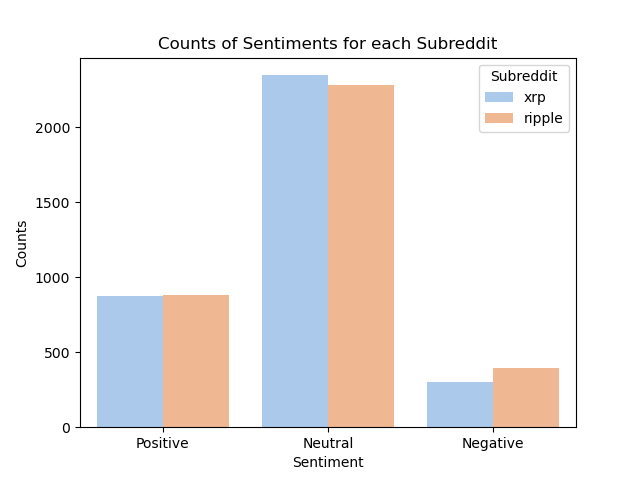 Counts of Sentiments for each Subreddit
Subreddit
xrp
ripple
Counts
2000
1500
1000
500
0
Positive
Neutral
Negative
Sentiment